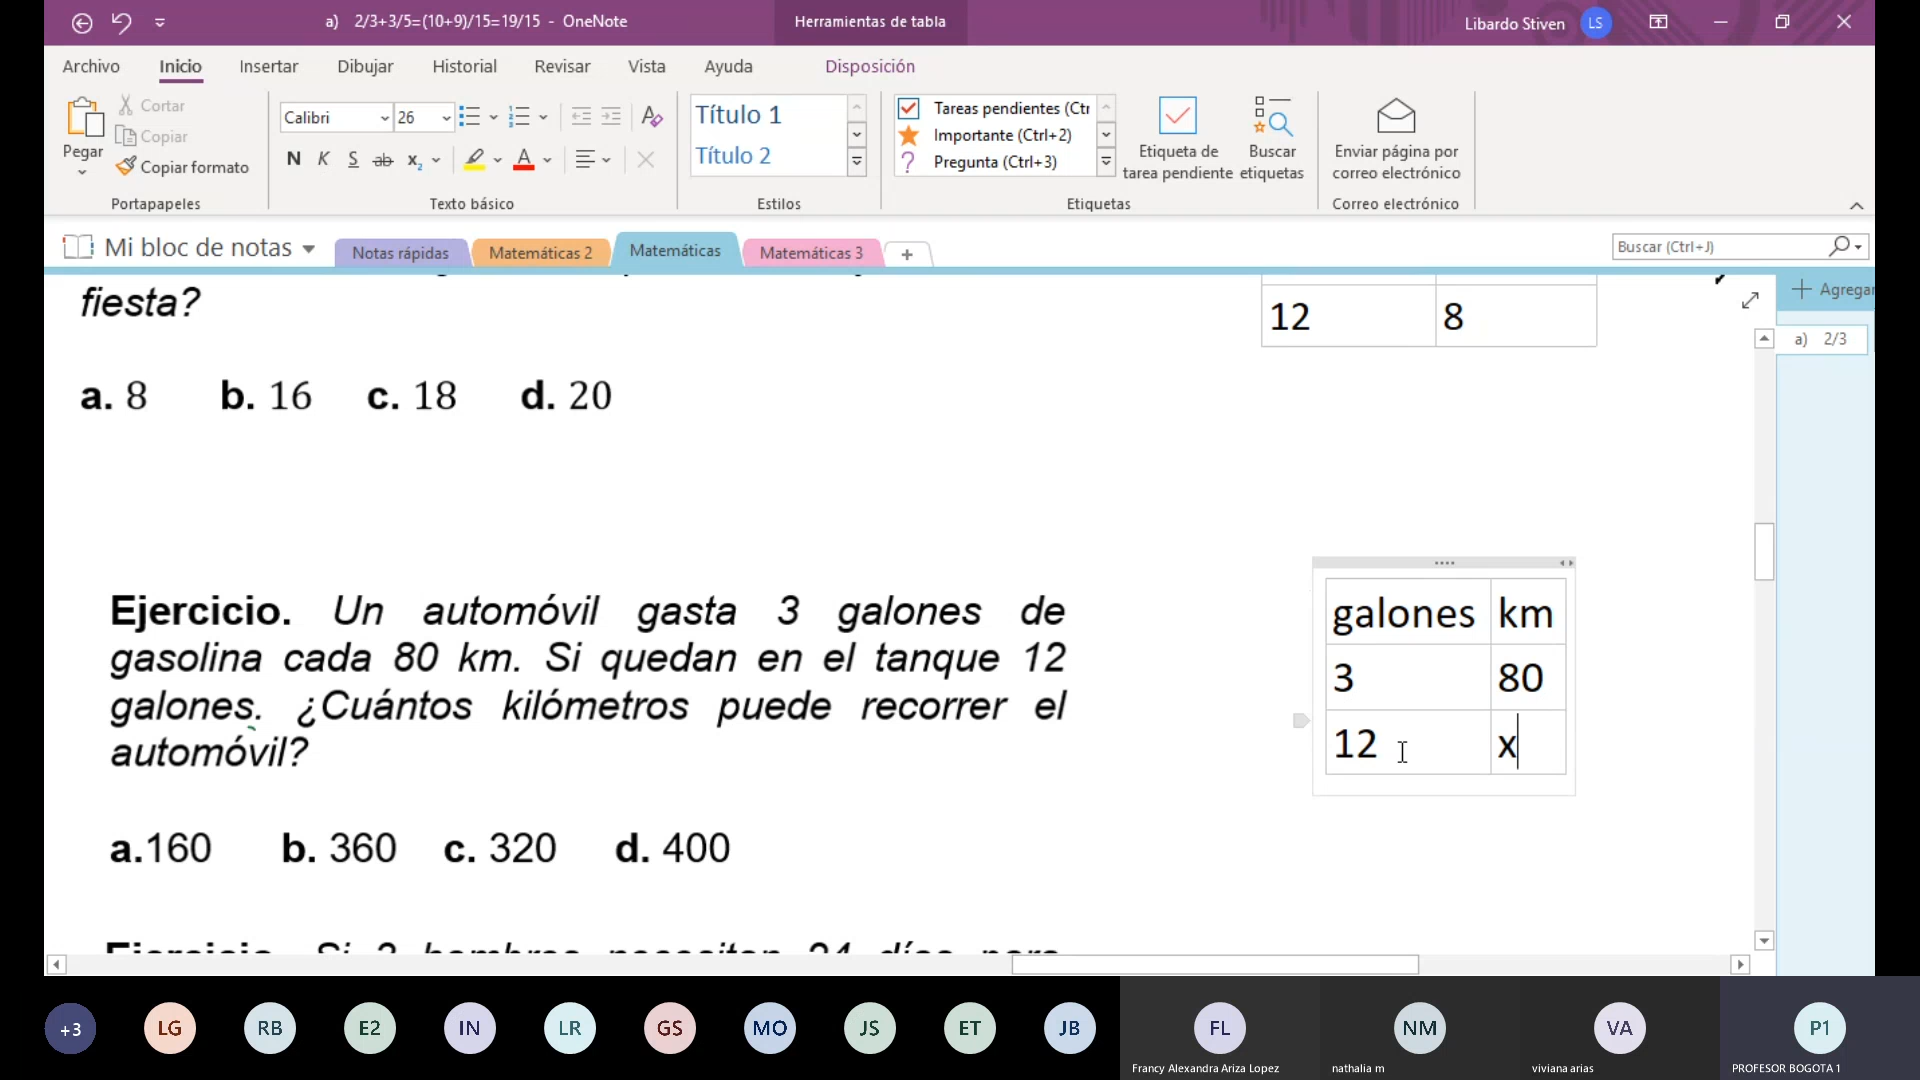 a) 2/3+3/5=(10+9)/15=19/15 - OneNote
Herramientas de tabla
Libardo Stiven
LS
Archivo Inicio Insertar Dibujar Historial Revisar Vista Ayuda Disposición
Pegar
Cortar
Copiar
Copiar formato
Portapapeles
Calibri 26
N K S ab x₂ A
Texto básico
Título 1
Título 2
Estilos
Tareas pendientes (Ctr
Importante (Ctrl+2)
Pregunta (Ctrl+3)
Etiqueta de
tarea pendiente
Buscar
etiquetas
Etiquetas
Enviar página por
correo electrónico
Correo electrónico
Mi bloc de notas
Notas rápidas
Matemáticas 2
Matemáticas
Matemáticas 3
Buscar (Ctrl+J)
Agregar
a) 2/3
fiesta?
12 8
a. 8 b. 16 c. 18 d. 20
Ejercicio. Un automóvil gasta 3 galones de
gasolina cada 80 km. Si quedan en el tanque 12
galones. ¿Cuántos kilómetros puede recorrer el
automóvil?
galones km
3 80
12 x
a.160 b. 360 c. 320 d. 400
+3
LG
RB
E2
IN
LR
GS
MO
JS
ET
JB
FL
Francy Alexandra Ariza Lopez
NM
nathalia m
VA
viviana arias
P1
PROFESOR BOGOTA 1